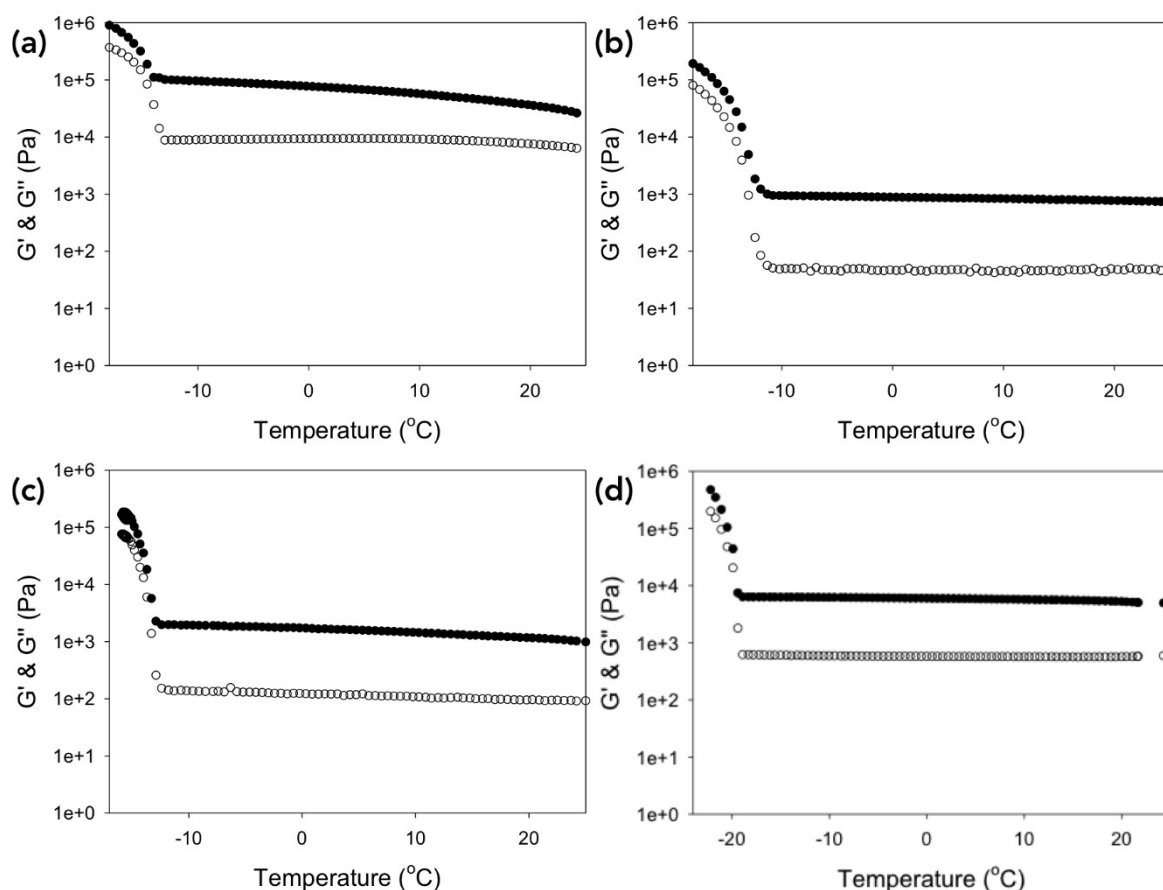 (a)
G' & G'' (Pa)
1e+6
1e+5
1e+4
1e+3
1e+2
1e+1
1e+0
-10 0 10 20
Temperature (°C)
(b)
G' & G'' (Pa)
1e+6
1e+5
1e+4
1e+3
1e+2
1e+1
1e+0
-10 0 10 20
Temperature (°C)
(c)
G' & G'' (Pa)
1e+6
1e+5
1e+4
1e+3
1e+2
1e+1
1e+0
-10 0 10 20
Temperature (°C)
(d)
G' & G'' (Pa)
1e+6
1e+5
1e+4
1e+3
1e+2
1e+1
1e+0
-20 -10 0 10 20
Temperature (°C)